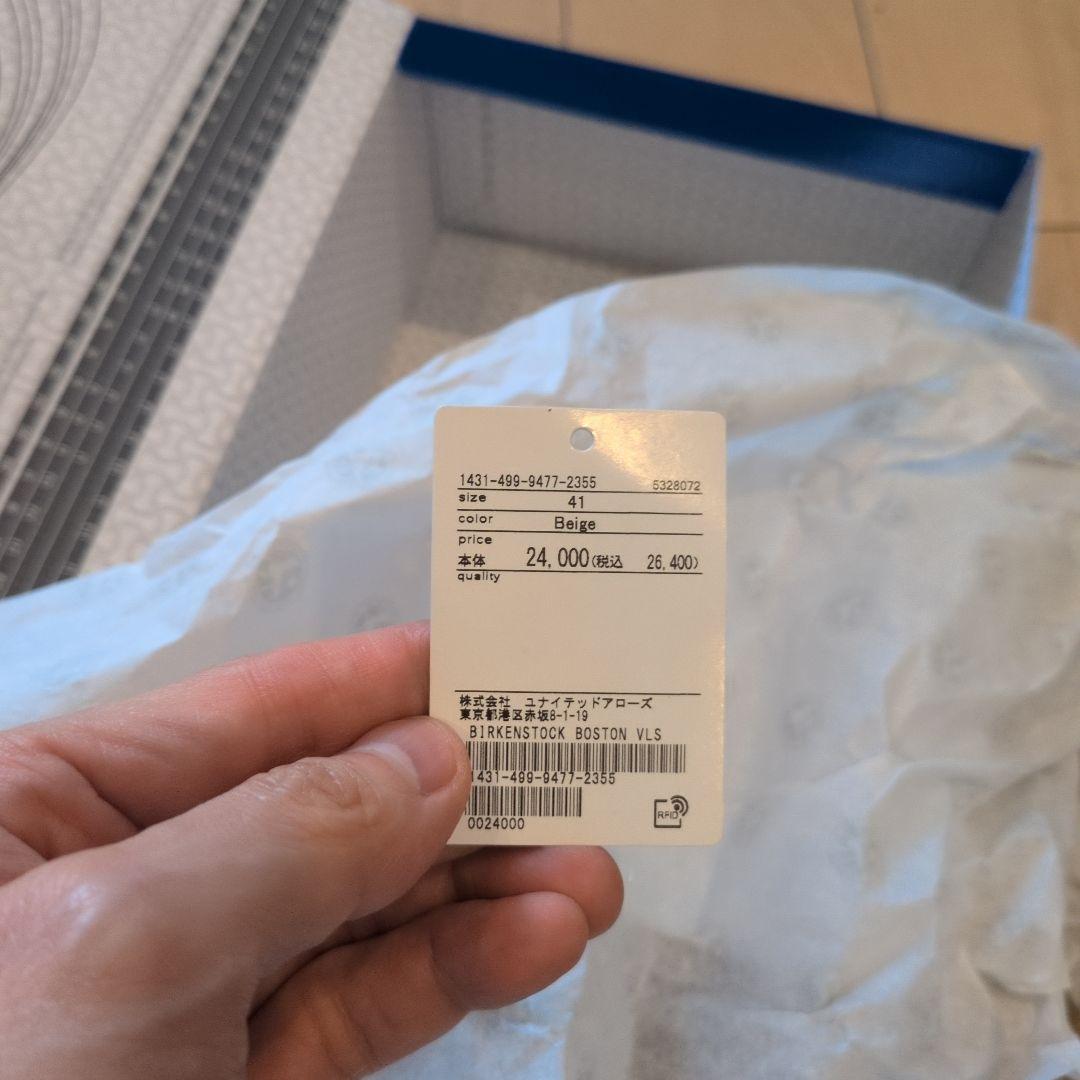 1431-499-9477-2355 5328072
size 41
color Beige
price
本体 24,000(税込 26,400)
quality
株式会社 ユナイテッドアローズ
東京都港区赤坂8-1-19
BIRKENSTOCK BOSTON VLS
1431-499-9477-2355
0024000
RFID